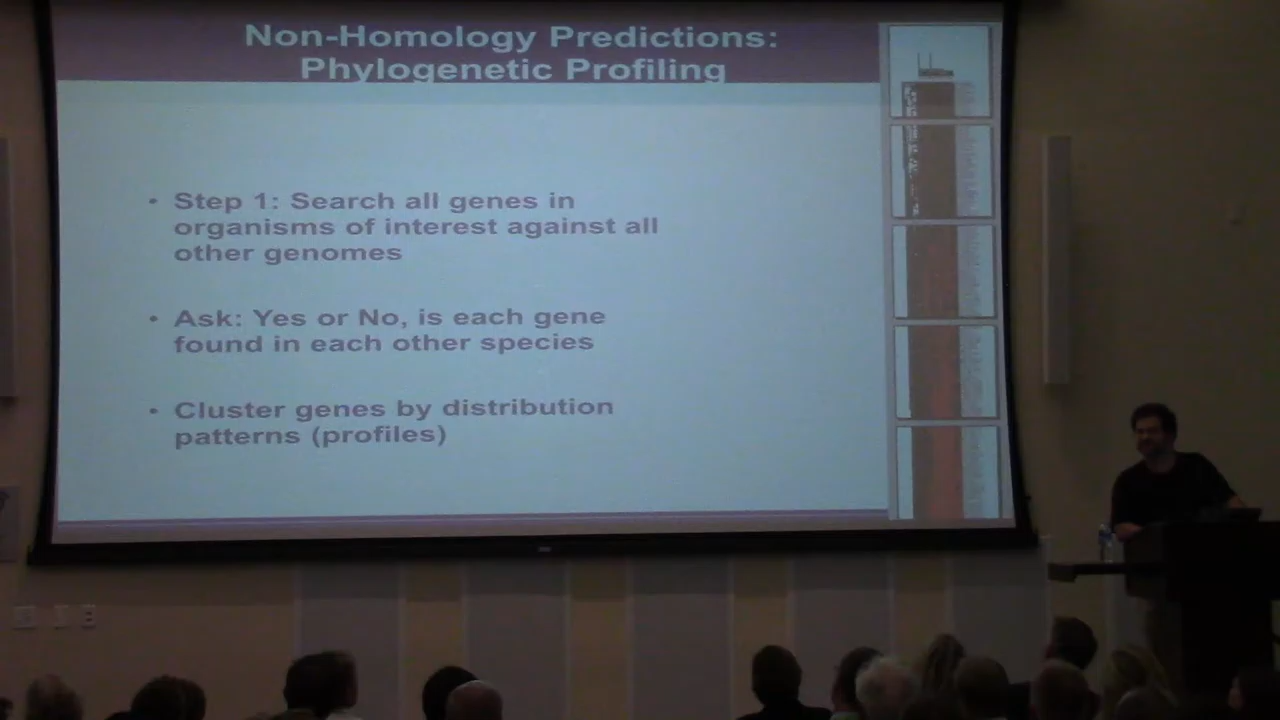 Non-Homology Predictions:
Phylogenetic Profiling
• Step 1: Search all genes in
organisms of interest against all
other genomes
• Ask: Yes or No, is each gene
found in each other species
• Cluster genes by distribution
patterns (profiles)